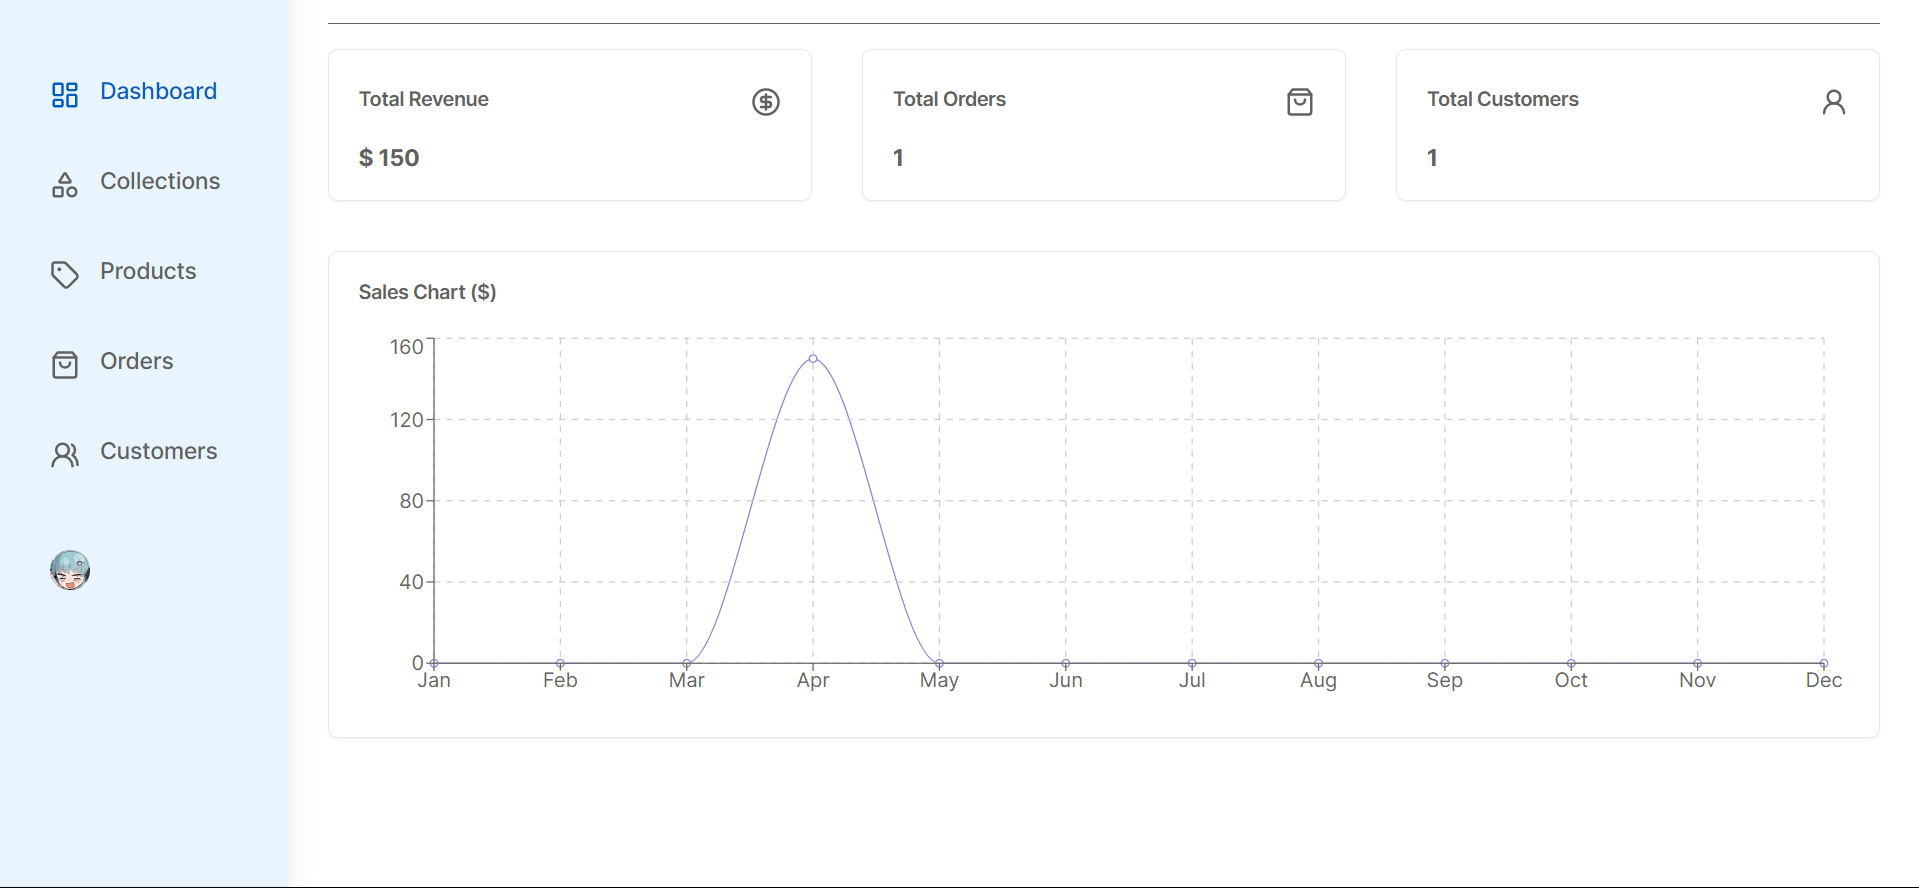 Dashboard
Collections
Products
Orders
Customers
Total Revenue
$ 150
Total Orders
1
Total Customers
1
Sales Chart ($)
160
120
80
40
0
Jan Feb Mar Apr May Jun Jul Aug Sep Oct Nov Dec